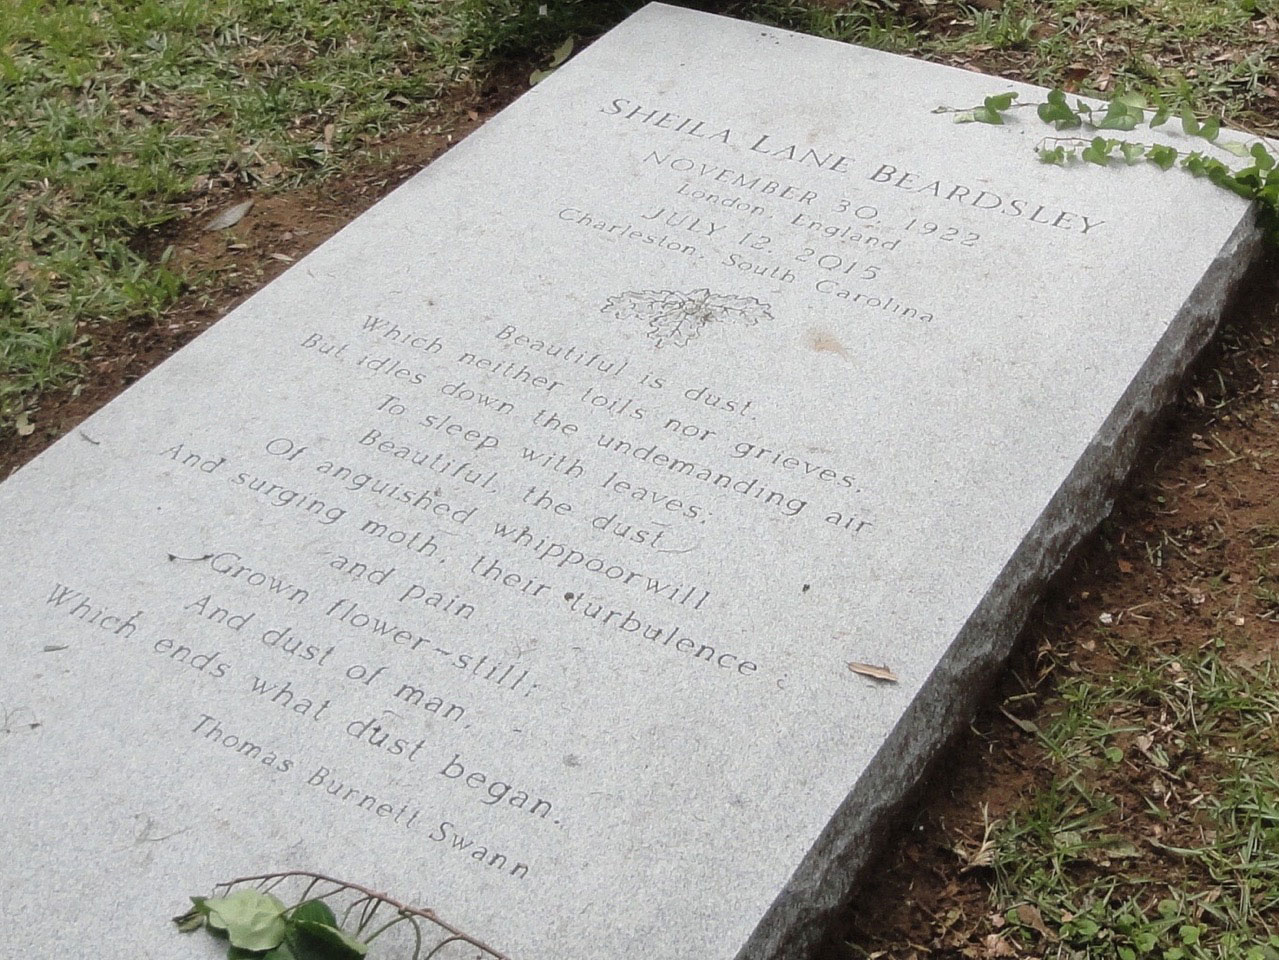 SHEILA LANE BEARDSLEY
NOVEMBER 30, 1922
London, England
JULY 12, 2015
Charleston, South Carolina
Beautiful is dust,
Which neither toils nor grieves,
But idles down the undemanding air
To sleep with leaves;
Beautiful, the dust
Of anguished whippoorwill
And surging moth, their turbulence
and pain
Grown flower-still;
And dust of man,
Which ends what dust began.
Thomas Burnett Swann